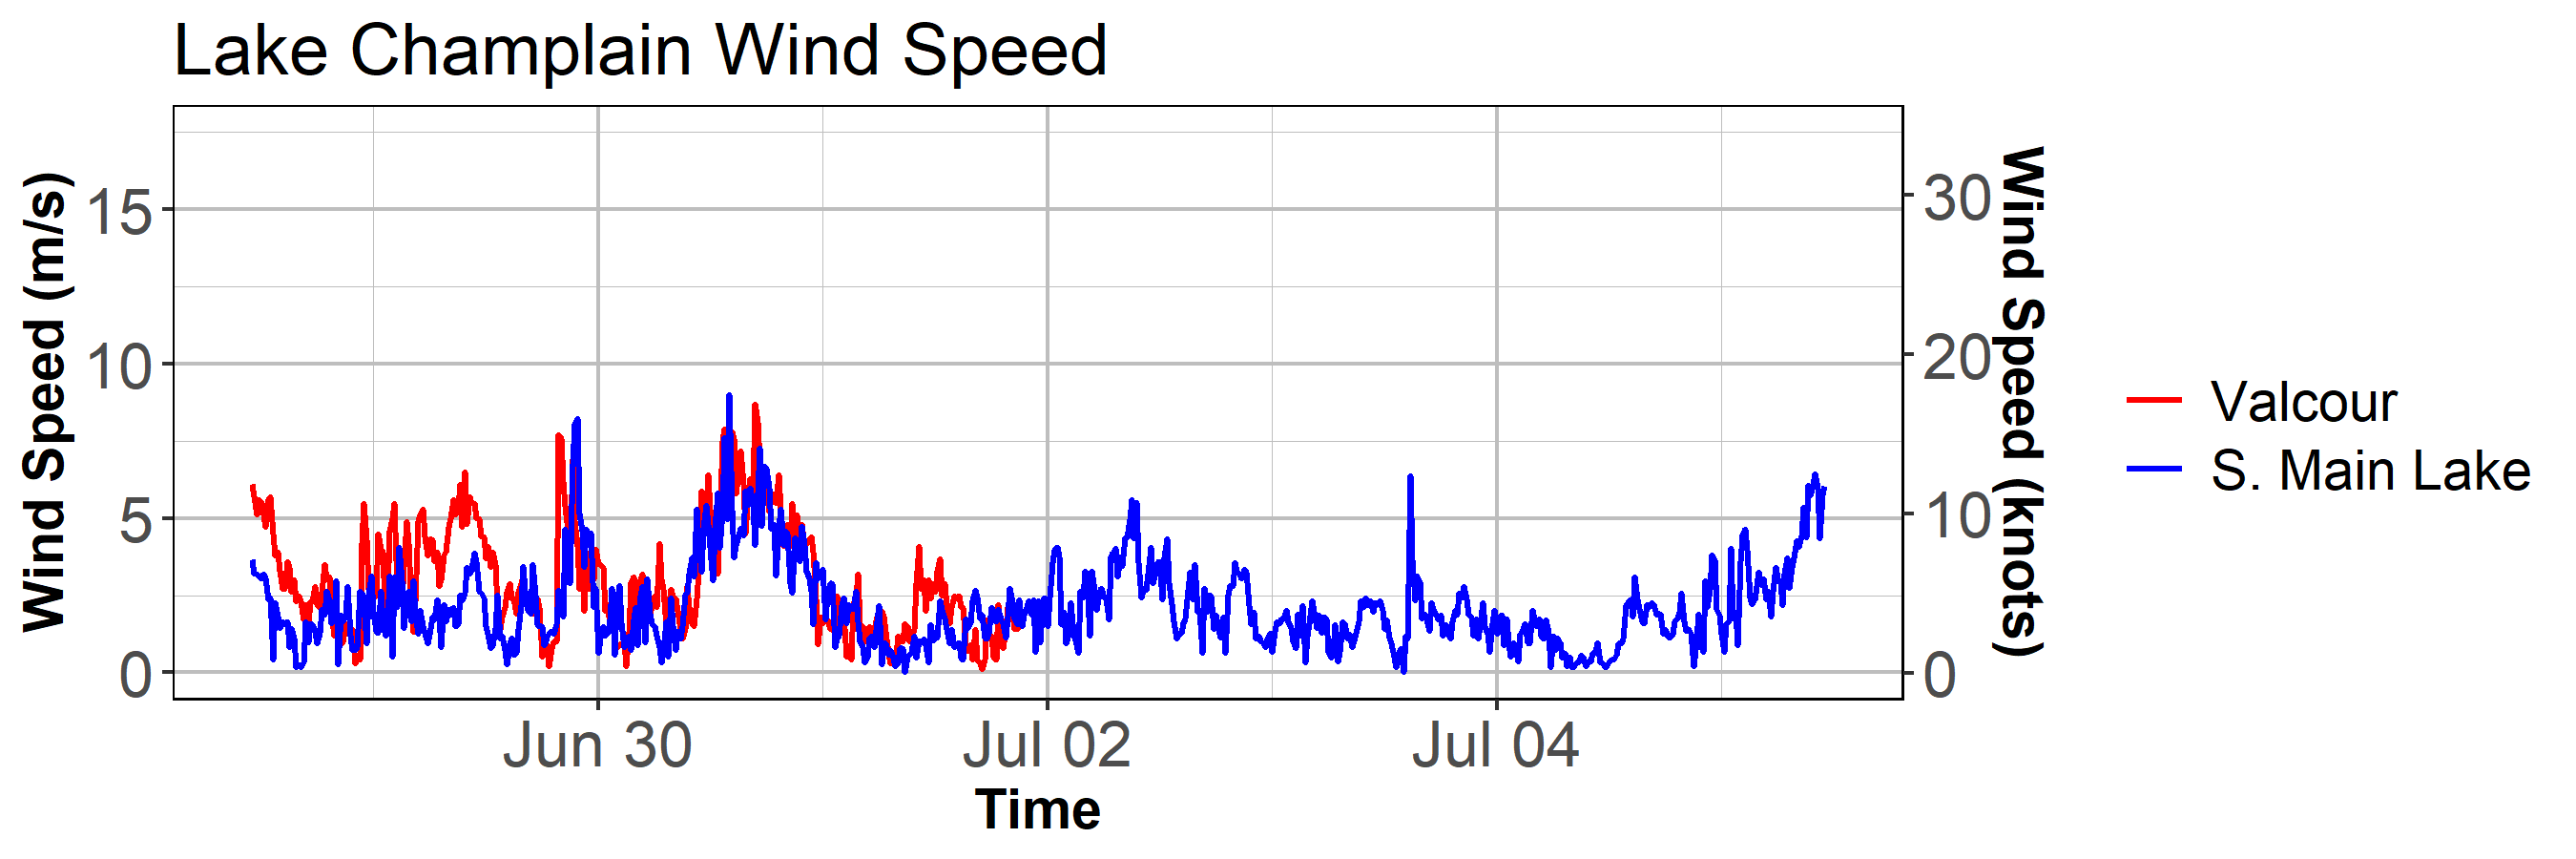 Lake Champlain Wind Speed
Wind Speed (m/s)
15
10
5
0
30
20
10
0
Wind Speed (knots)
Jun 30
Jul 02
Jul 04
Time
Valcour
S. Main Lake